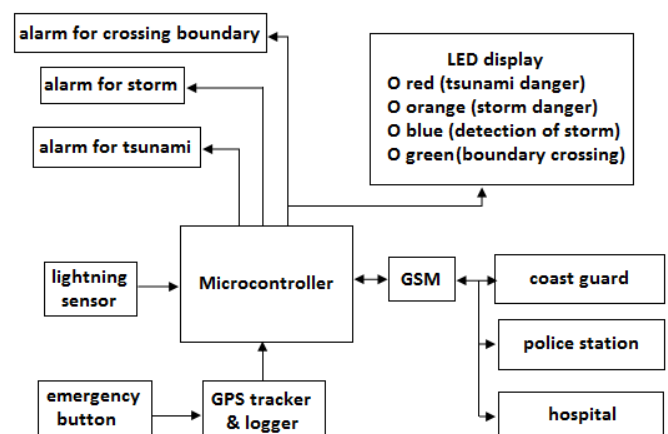 alarm for crossing boundary
alarm for storm
alarm for tsunami
LED display
O red (tsunami danger)
O orange (storm danger)
O blue (detection of storm)
O green(boundary crossing)
lightning
sensor
Microcontroller
GSM
coast guard
police station
hospital
emergency
button
GPS tracker
& logger